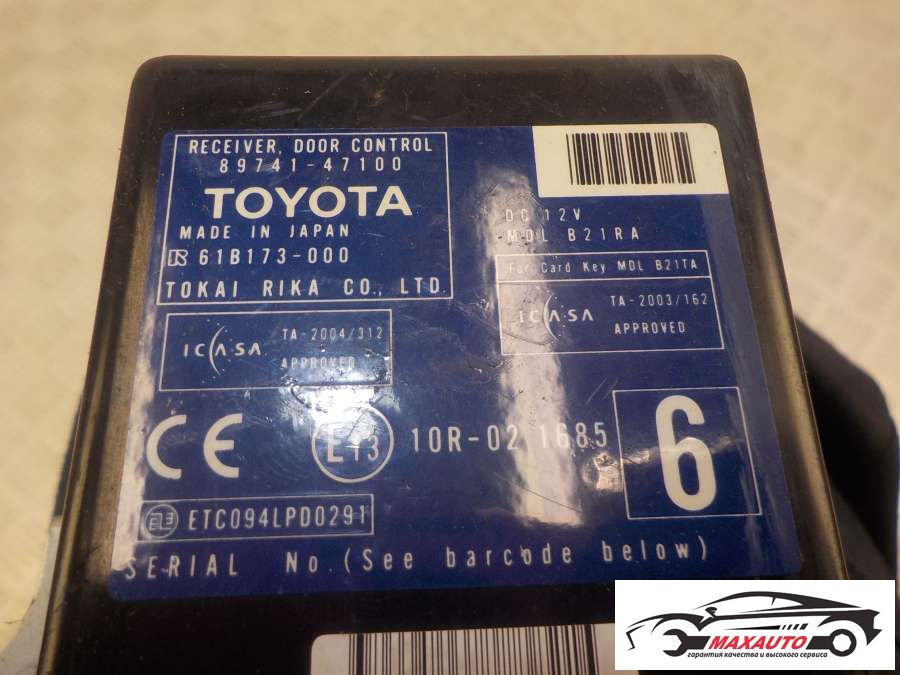 RECEIVER, DOOR CONTROL
89741-47100
TOYOTA
MADE IN JAPAN
R 61B173-000
TOKAI RIKA CO., LTD.
DC 12V
MDL B21RA
For Card Key MDL B21TA
ICASA TA-2003/162
APPROVED
ICASA TA-2004/312
APPROVED
CE
E13 10R-02 1685
6
ETC094LPD0291
SERIAL No.(See barcode below)
MAXAUTO
гарантия качества и высокого сервиса